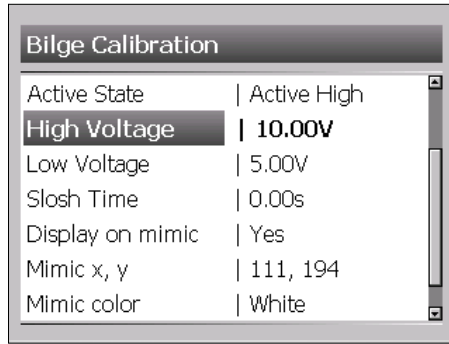 Bilge Calibration
Active State | Active High
High Voltage | 10.00V
Low Voltage | 5.00V
Slosh Time | 0.00s
Display on mimic | Yes
Mimic x, y | 111, 194
Mimic color | White